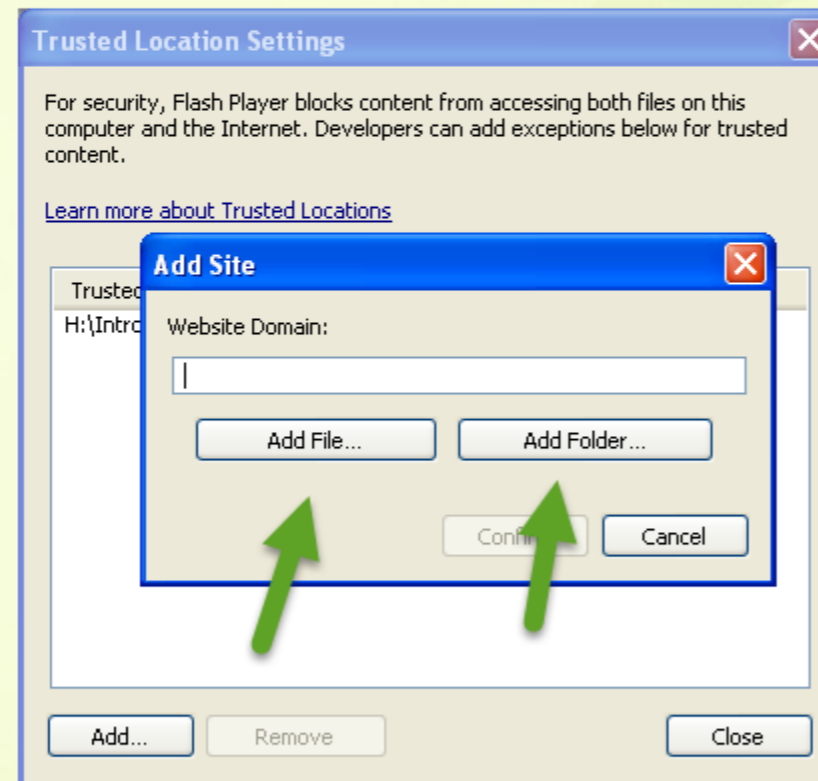 Trusted Location Settings
For security, Flash Player blocks content from accessing both files on this
computer and the Internet. Developers can add exceptions below for trusted
content.
Learn more about Trusted Locations
Add Site
Trusted
H:\Intro
Website Domain:
Add File...
Add Folder...
Cancel
Add...
Remove
Close